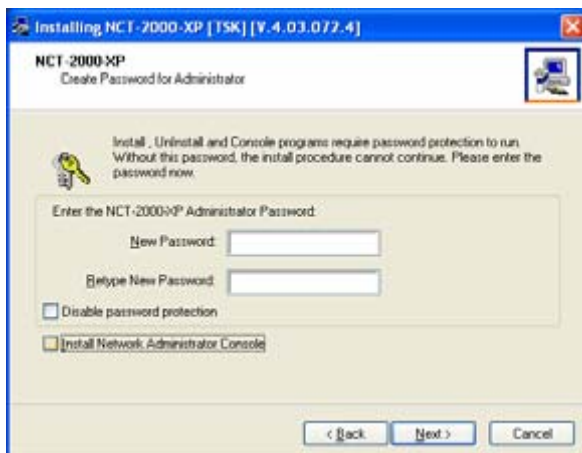 Installing NCT-2000-XP [TSK] [V.4.03.072.4]
NCT-2000-XP
Create Password for Administrator
Install , UnInstall and Console programs require password protection to run.
Without this password, the install procedure cannot continue. Please enter the
password now.
Enter the NCT-2000-XP Administrator Password:
New Password:
Retype New Password:
Disable password protection
Install Network Administrator Console
< Back
Next >
Cancel